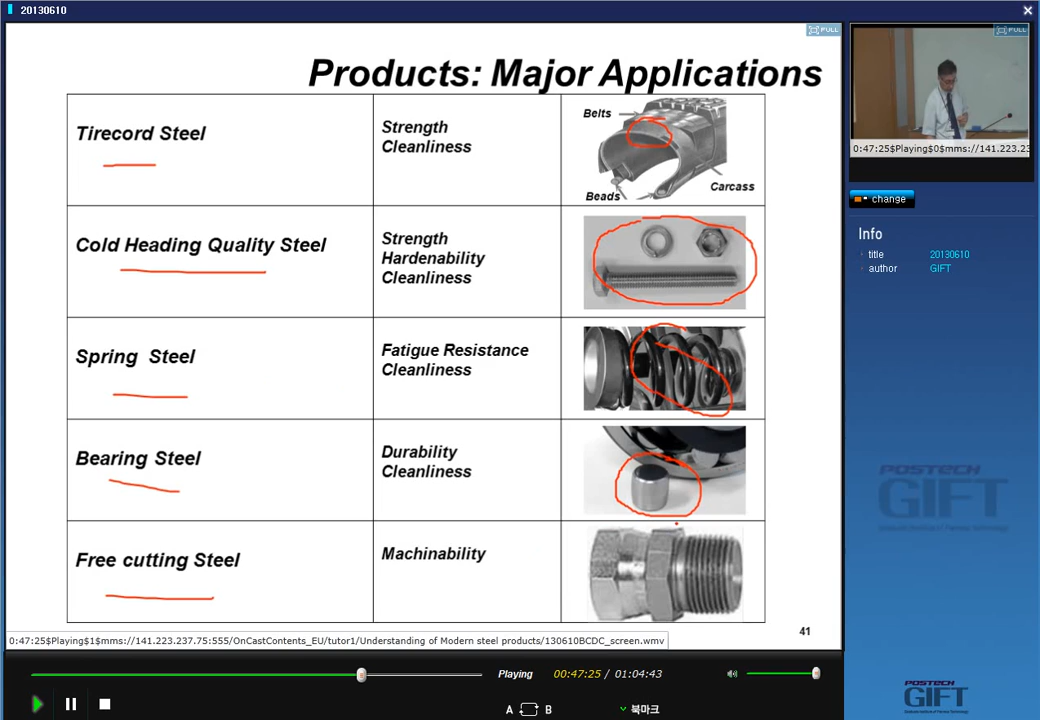 20130610
FULL
FULL
Products: Major Applications
Tirecord Steel
Strength
Cleanliness
Belts
Carcass
Beads
Cold Heading Quality Steel
Strength
Hardenability
Cleanliness
Spring Steel
Fatigue Resistance
Cleanliness
Bearing Steel
Durability
Cleanliness
Free cutting Steel
Machinability
41
0:47:25$Playing$1$mms://141.223.237.75:555/OnCastContents_EU/tutor1/Understanding of Modern steel products/130610BCDC_screen.wmv
Playing
00:47:25 / 01:04:43
A B
북마크
0:47:25$Playing$0$mms://141.223.23
change
Info
title 20130610
author GIFT
POSTECH
GIFT
POSTECH
GIFT